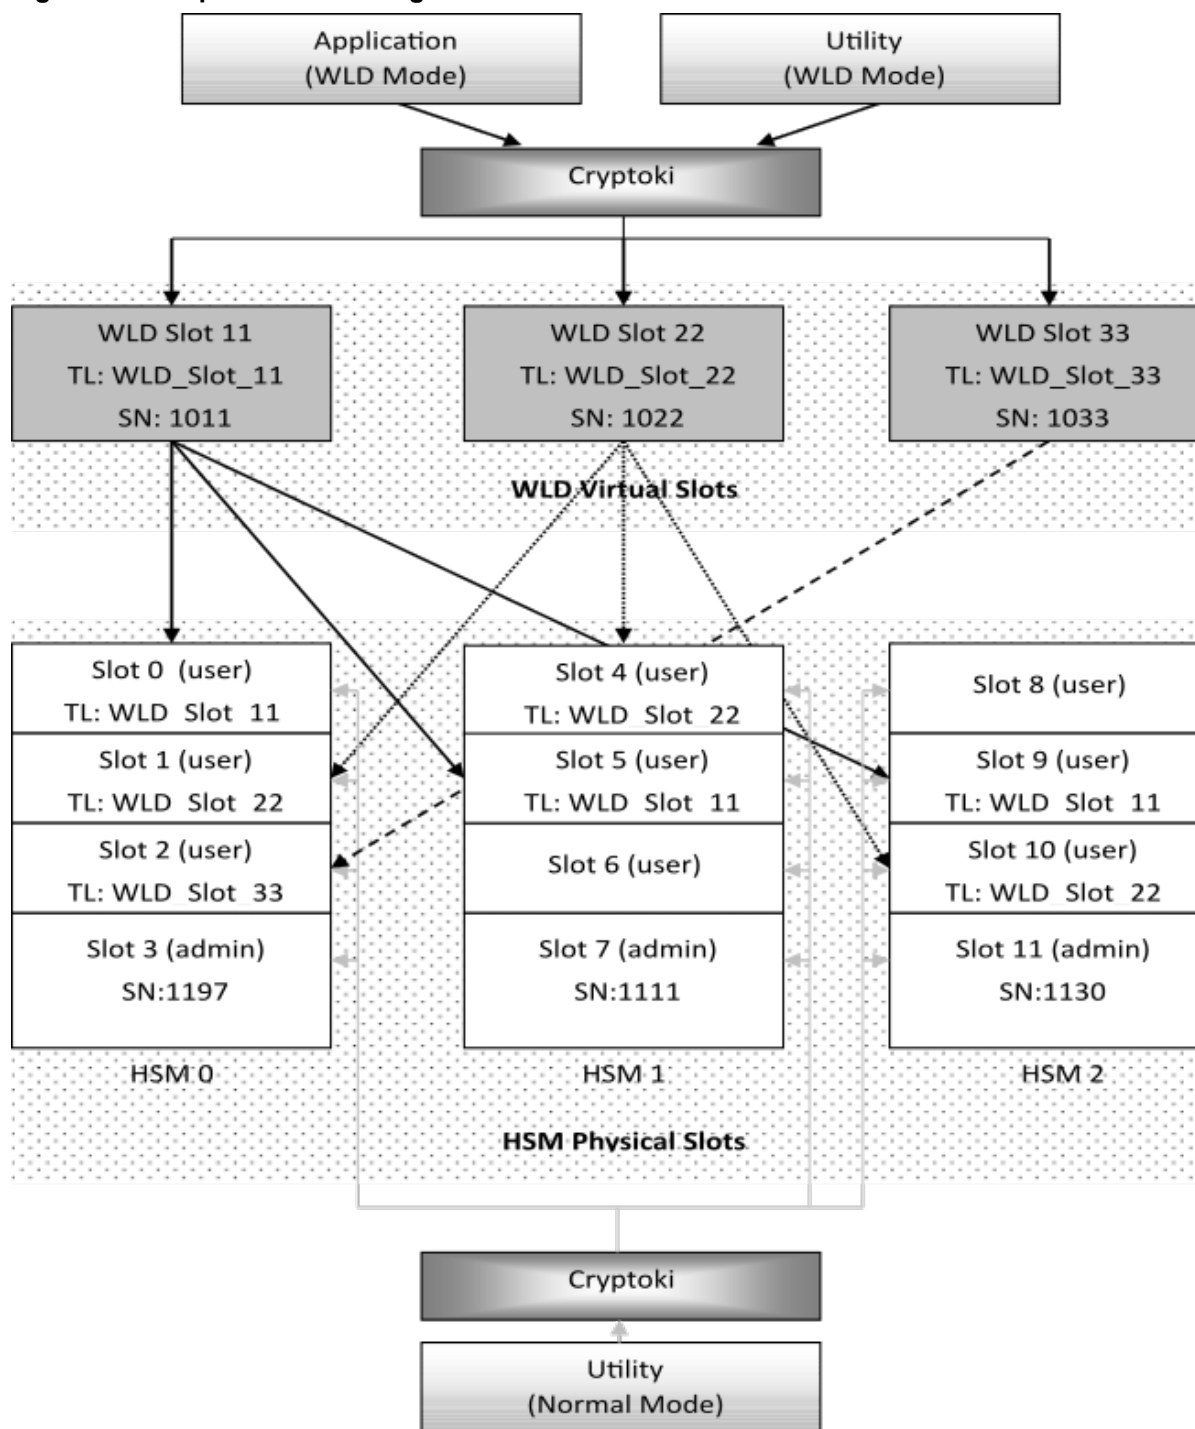 Application
(WLD Mode)
Utility
(WLD Mode)
Cryptoki
WLD Slot 11
TL: WLD_Slot_11
SN: 1011
WLD Slot 22
TL: WLD_Slot_22
SN: 1022
WLD Slot 33
TL: WLD_Slot_33
SN: 1033
WLD Virtual Slots
Slot 0 (user)
TL: WLD Slot 11
Slot 1 (user)
TL: WLD Slot 22
Slot 2 (user)
TL: WLD Slot 33
Slot 3 (admin)
SN:1197
HSM 0
Slot 4 (user)
TL: WLD Slot 22
Slot 5 (user)
TL: WLD Slot 11
Slot 6 (user)
Slot 7 (admin)
SN:1111
HSM 1
Slot 8 (user)
Slot 9 (user)
TL: WLD Slot 11
Slot 10 (user)
TL: WLD Slot 22
Slot 11 (admin)
SN:1130
HSM 2
HSM Physical Slots
Cryptoki
Utility
(Normal Mode)